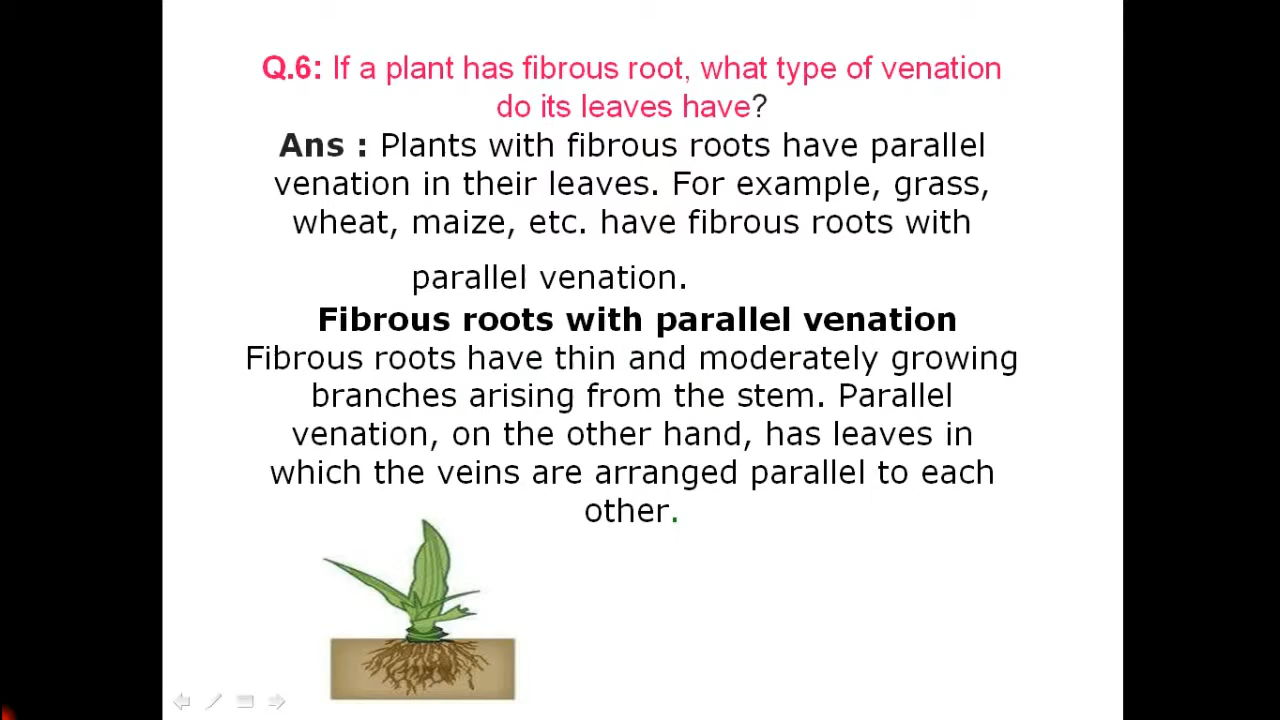 Q.6: If a plant has fibrous root, what type of venation
do its leaves have?
Ans : Plants with fibrous roots have parallel
venation in their leaves. For example, grass,
wheat, maize, etc. have fibrous roots with
parallel venation.
Fibrous roots with parallel venation
Fibrous roots have thin and moderately growing
branches arising from the stem. Parallel
venation, on the other hand, has leaves in
which the veins are arranged parallel to each
other.